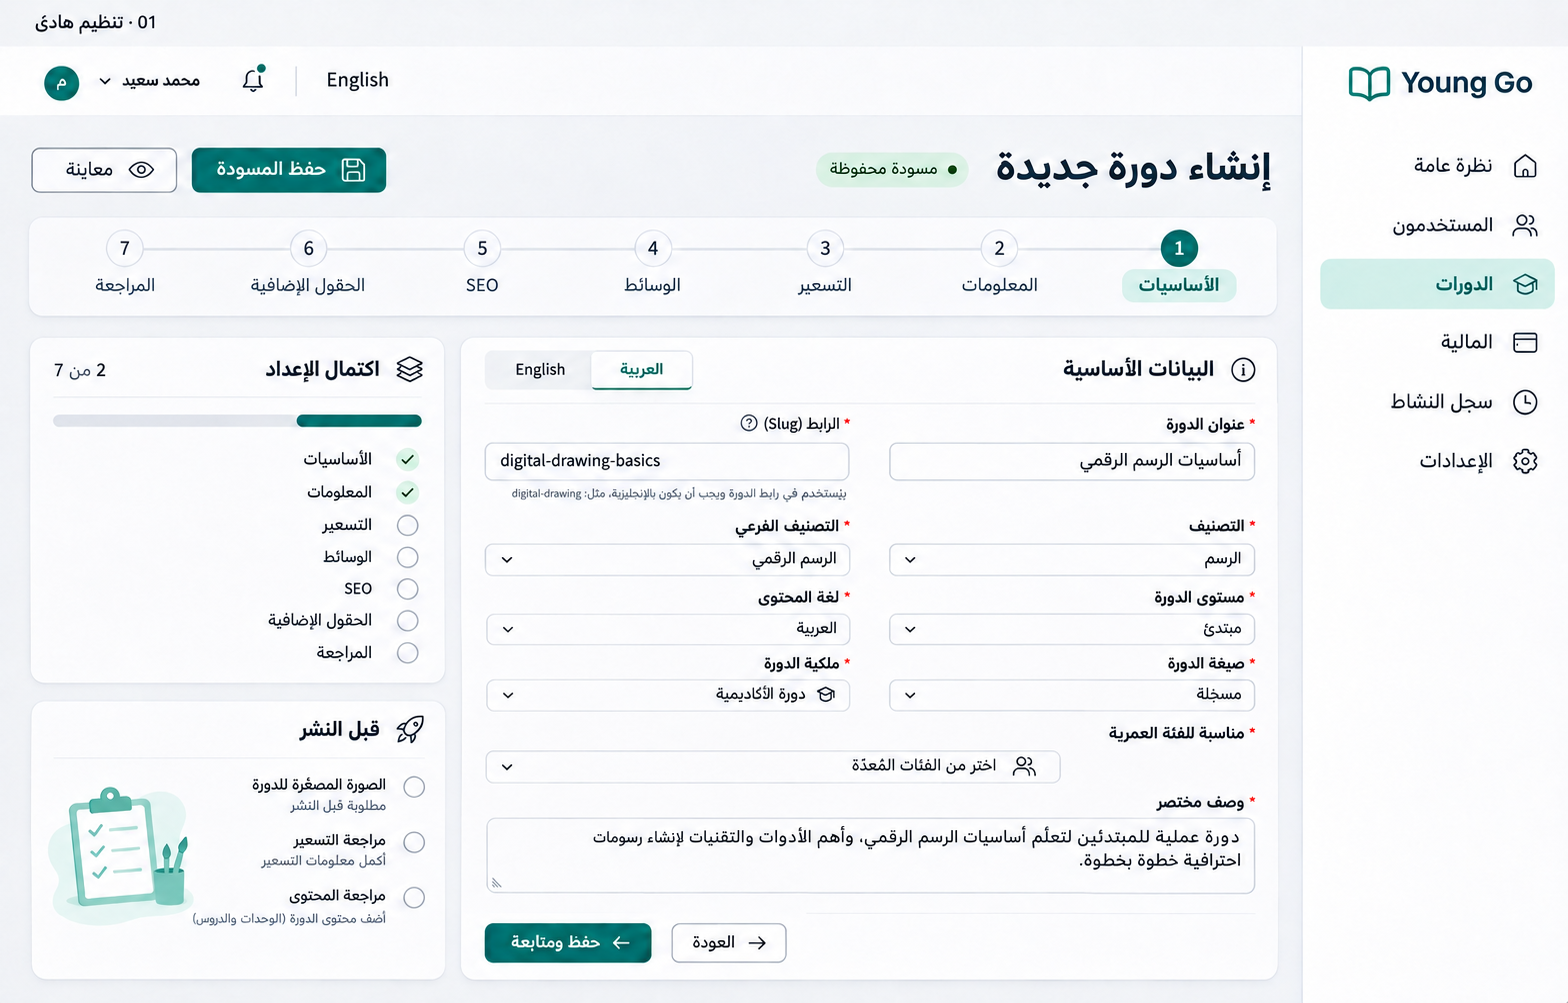 01 · تنظيم هادئ
Young Go
English
محمد سعيد
م
نظرة عامة
المستخدمون
الدورات
المالية
سجل النشاط
الإعدادات
إنشاء دورة جديدة
مسودة محفوظة
حفظ المسودة
معاينة
1
الأساسيات
2
المعلومات
3
التسعير
4
الوسائط
5
SEO
6
الحقول الإضافية
7
المراجعة
البيانات الأساسية
العربية
English
* عنوان الدورة
أساسيات الرسم الرقمي
* الرابط (Slug)
digital-drawing-basics
يُستخدم في رابط الدورة ويجب أن يكون بالإنجليزية، مثل: digital-drawing
* التصنيف
الرسم
* التصنيف الفرعي
الرسم الرقمي
* مستوى الدورة
مبتدئ
* لغة المحتوى
العربية
* صيغة الدورة
مسجلة
* ملكية الدورة
دورة الأكاديمية
* مناسبة للفئة العمرية
اختر من الفئات المُعدّة
* وصف مختصر
دورة عملية للمبتدئين لتعلّم أساسيات الرسم الرقمي، وأهم الأدوات والتقنيات لإنشاء رسومات
احترافية خطوة بخطوة.
العودة
حفظ ومتابعة
اكتمال الإعداد
2 من 7
الأساسيات
المعلومات
التسعير
الوسائط
SEO
الحقول الإضافية
المراجعة
قبل النشر
الصورة المصغّرة للدورة
مطلوبة قبل النشر
مراجعة التسعير
أكمل معلومات التسعير
مراجعة المحتوى
أضف محتوى الدورة (الوحدات والدروس)